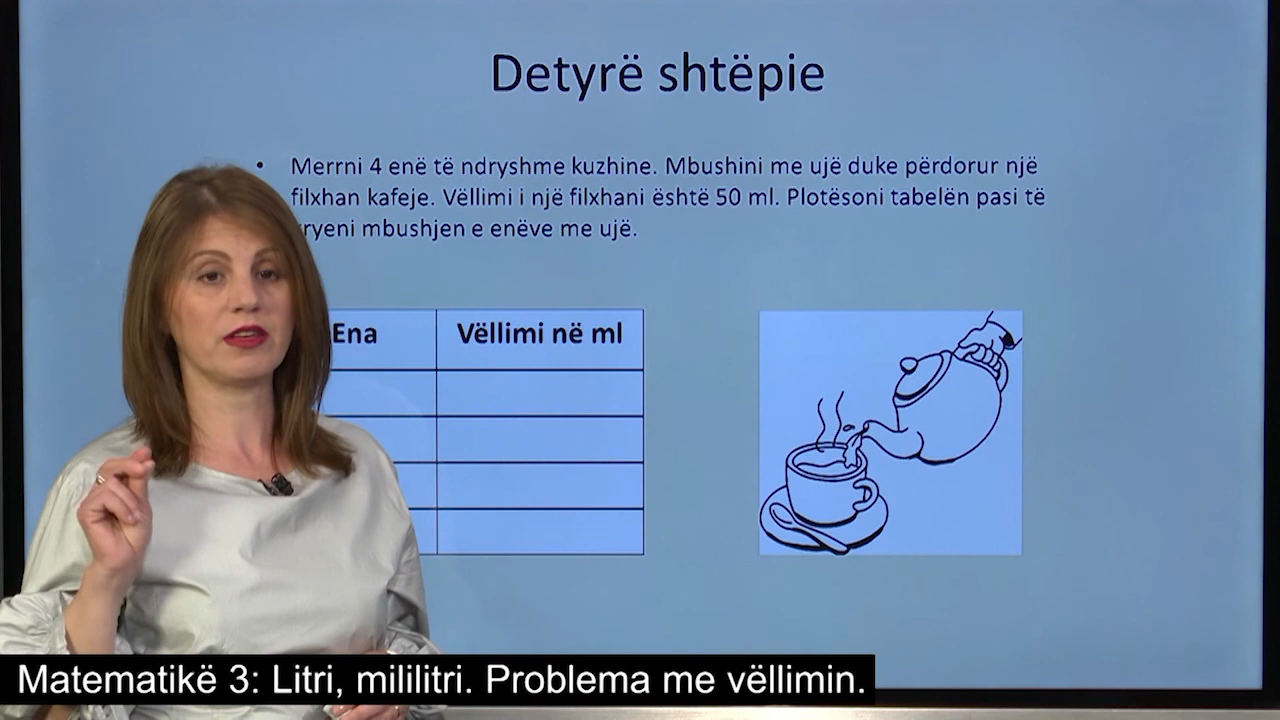 Detyrë shtëpie
• Merrni 4 enë të ndryshme kuzhine. Mbushini me ujë duke përdorur një
filxhan kafeje. Vëllimi i një filxhani është 50 ml. Plotësoni tabelën pasi të
mbushjen e enëve me ujë.
Ena Vëllimi në ml
Matematikë 3: Litri, mililitri. Problema me vëllimin.